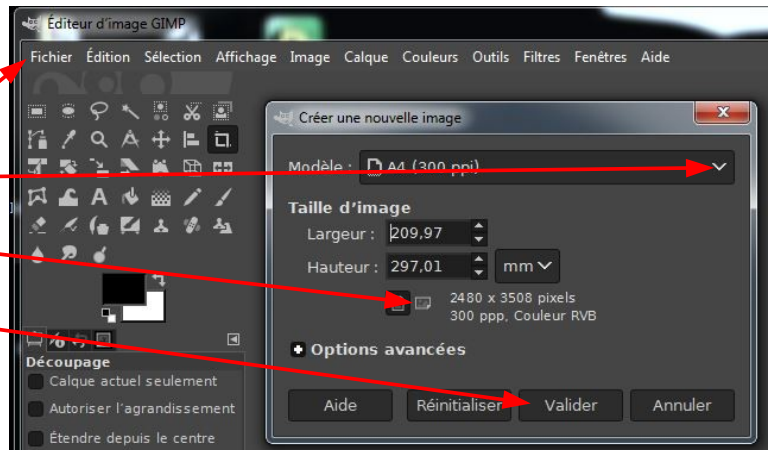 Éditeur d'image GIMP
Fichier Édition Sélection Affichage Image Calque Couleurs Outils Filtres Fenêtres Aide
Créer une nouvelle image
Modèle : A4 (300 ppi)
Taille d'image
Largeur : 209,97
Hauteur : 297,01 mm
2480 x 3508 pixels
300 ppp, Couleur RVB
Options avancées
Aide Réinitialiser Valider Annuler
Découpage
Calque actuel seulement
Autoriser l'agrandissement
Étendre depuis le centre